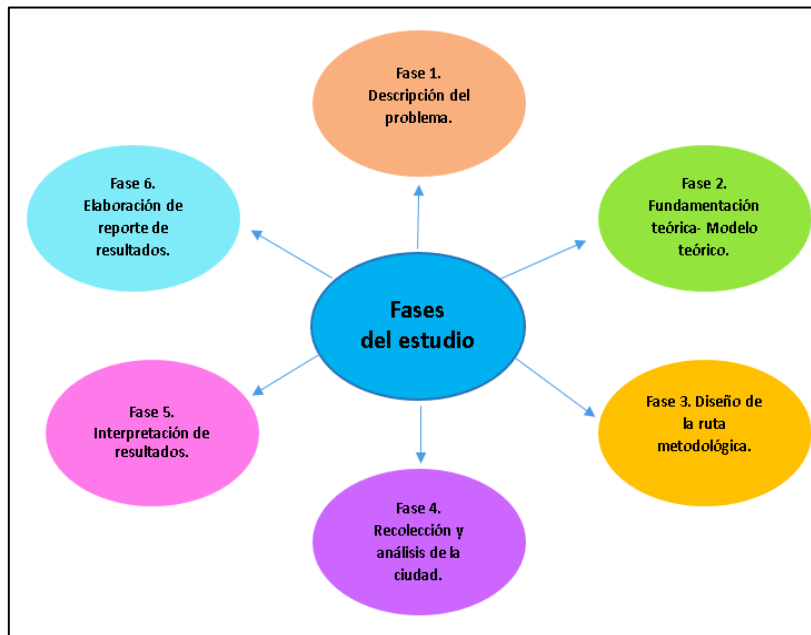 Fase 1.
Descripción del
problema.
Fase 6.
Elaboración de
reporte de
resultados.
Fase 2.
Fundamentación
teórica- Modelo
teórico.
Fases
del estudio
Fase 5.
Interpretación de
resultados.
Fase 3. Diseño de
la ruta
metodológica.
Fase 4.
Recolección y
análisis de la
ciudad.